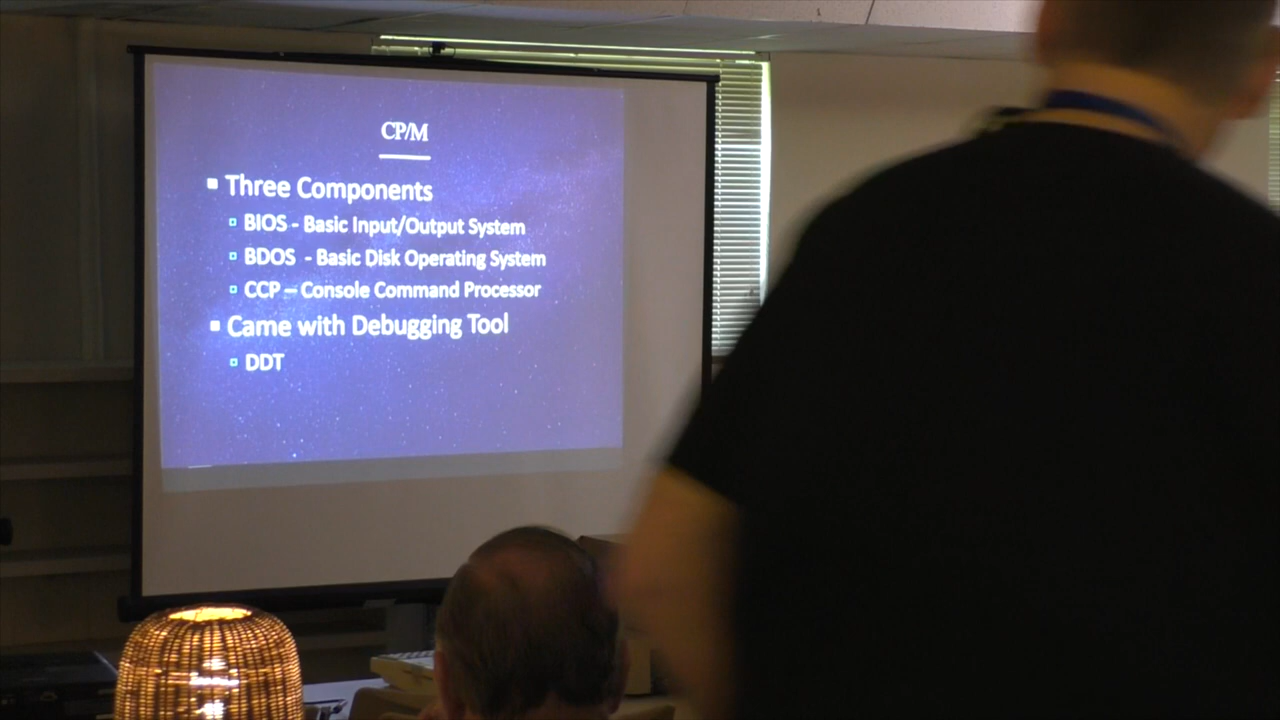 CP/M
Three Components
BIOS - Basic Input/Output System
BDOS - Basic Disk Operating System
CCP – Console Command Processor
Came with Debugging Tool
DDT